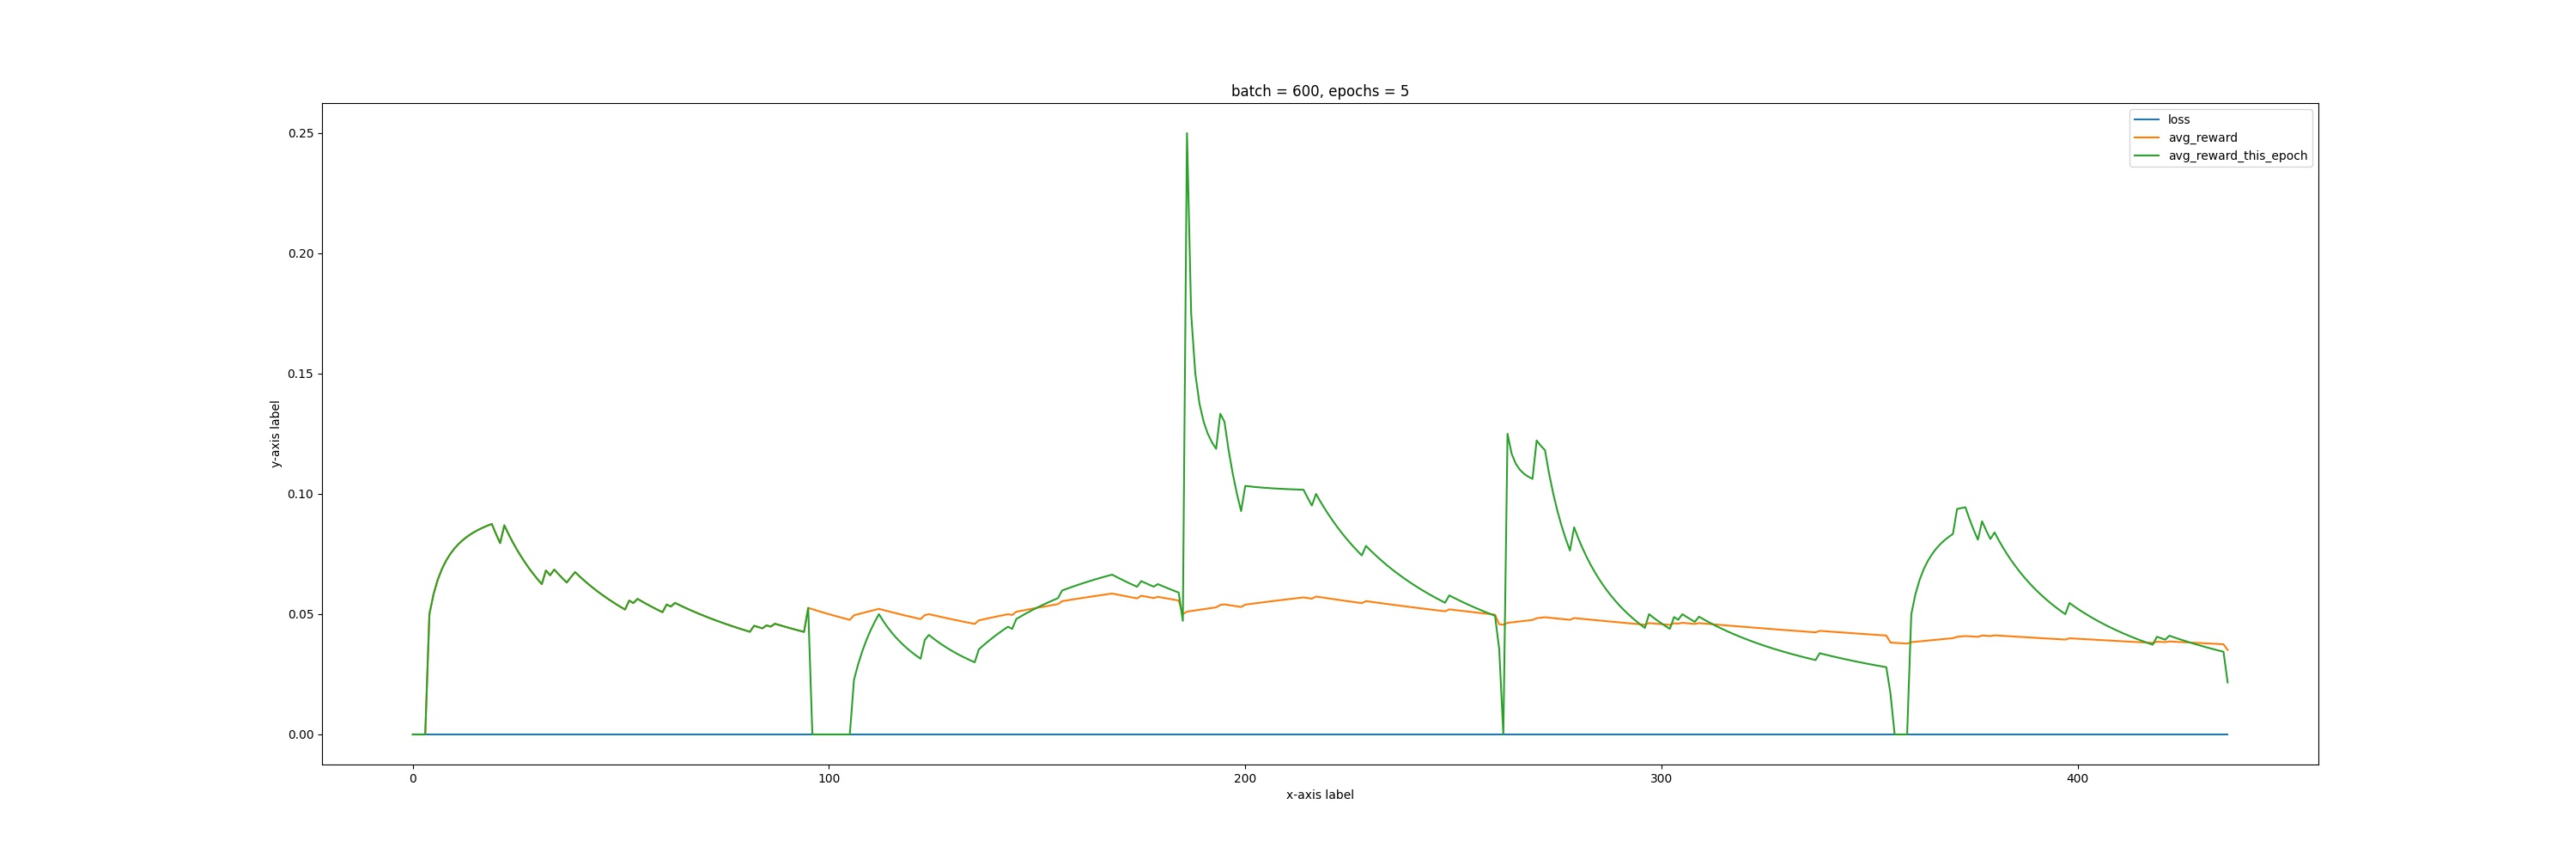 batch = 600, epochs = 5
loss
avg_reward
avg_reward_this_epoch
0.25
0.20
0.15
0.10
0.05
0.00
y-axis label
0 100 200 300 400
x-axis label